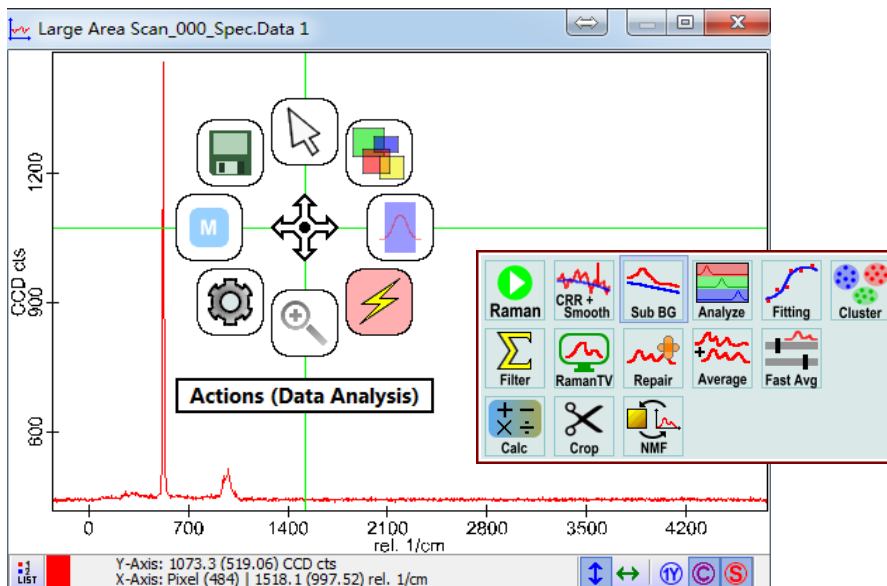 Large Area Scan_000_Spec.Data 1
1200
900
600
CCD cts
M
Actions (Data Analysis)
Raman
CRR +
Smooth
Sub BG
Analyze
Fitting
Cluster
Filter
RamanTV
Repair
Average
Fast Avg
Calc
Crop
NMF
0 700 1400 2100 2800 3500 4200
rel. 1/cm
1
2
LIST
Y-Axis: 1073.3 (519.06) CCD cts
X-Axis: Pixel (484) | 1518.1 (997.52) rel. 1/cm
1Y
C
S